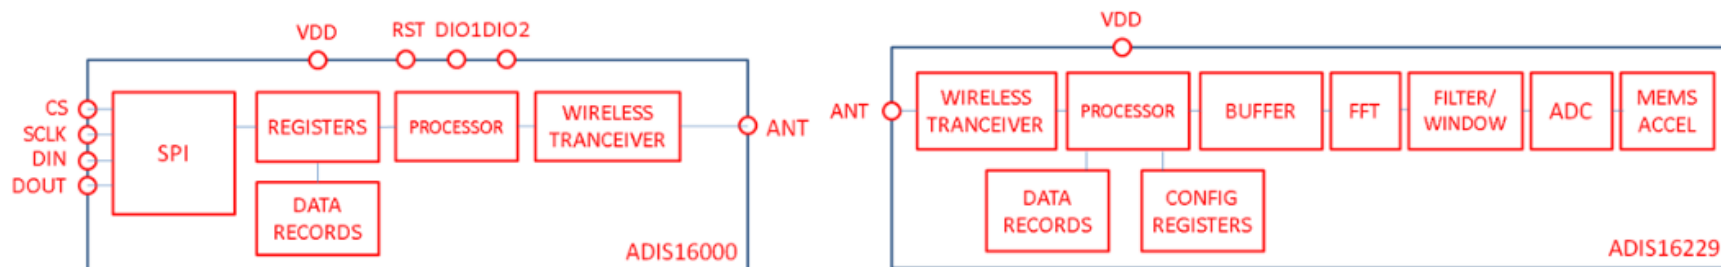 VDD
RST DIO1 DIO2
CS
SCLK
DIN
DOUT
SPI
REGISTERS
PROCESSOR
WIRELESS
TRANCEIVER
ANT
DATA
RECORDS
ADIS16000
VDD
ANT
WIRELESS
TRANCEIVER
PROCESSOR
BUFFER
FFT
FILTER/
WINDOW
ADC
MEMS
ACCEL
DATA
RECORDS
CONFIG
REGISTERS
ADIS16229